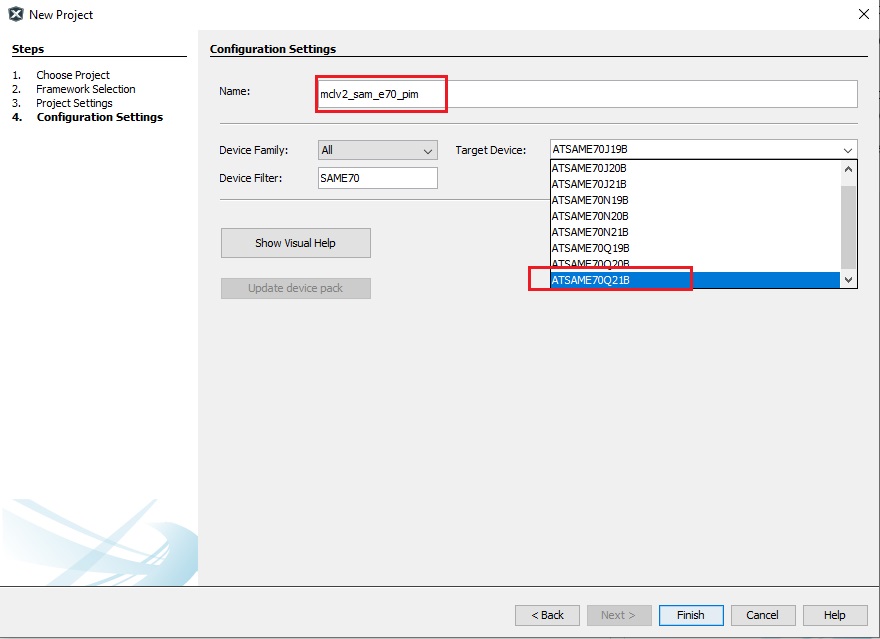 New Project
Steps
1. Choose Project
2. Framework Selection
3. Project Settings
4. Configuration Settings
Configuration Settings
Name: mclv2_sam_e70_pim
Device Family: All Target Device: ATSAME70J19B
Device Filter: SAME70
ATSAME70J20B
ATSAME70J21B
ATSAME70N19B
ATSAME70N20B
ATSAME70N21B
ATSAME70Q19B
ATSAME70Q20B
ATSAME70Q21B
Show Visual Help
Update device pack
< Back Next > Finish Cancel Help